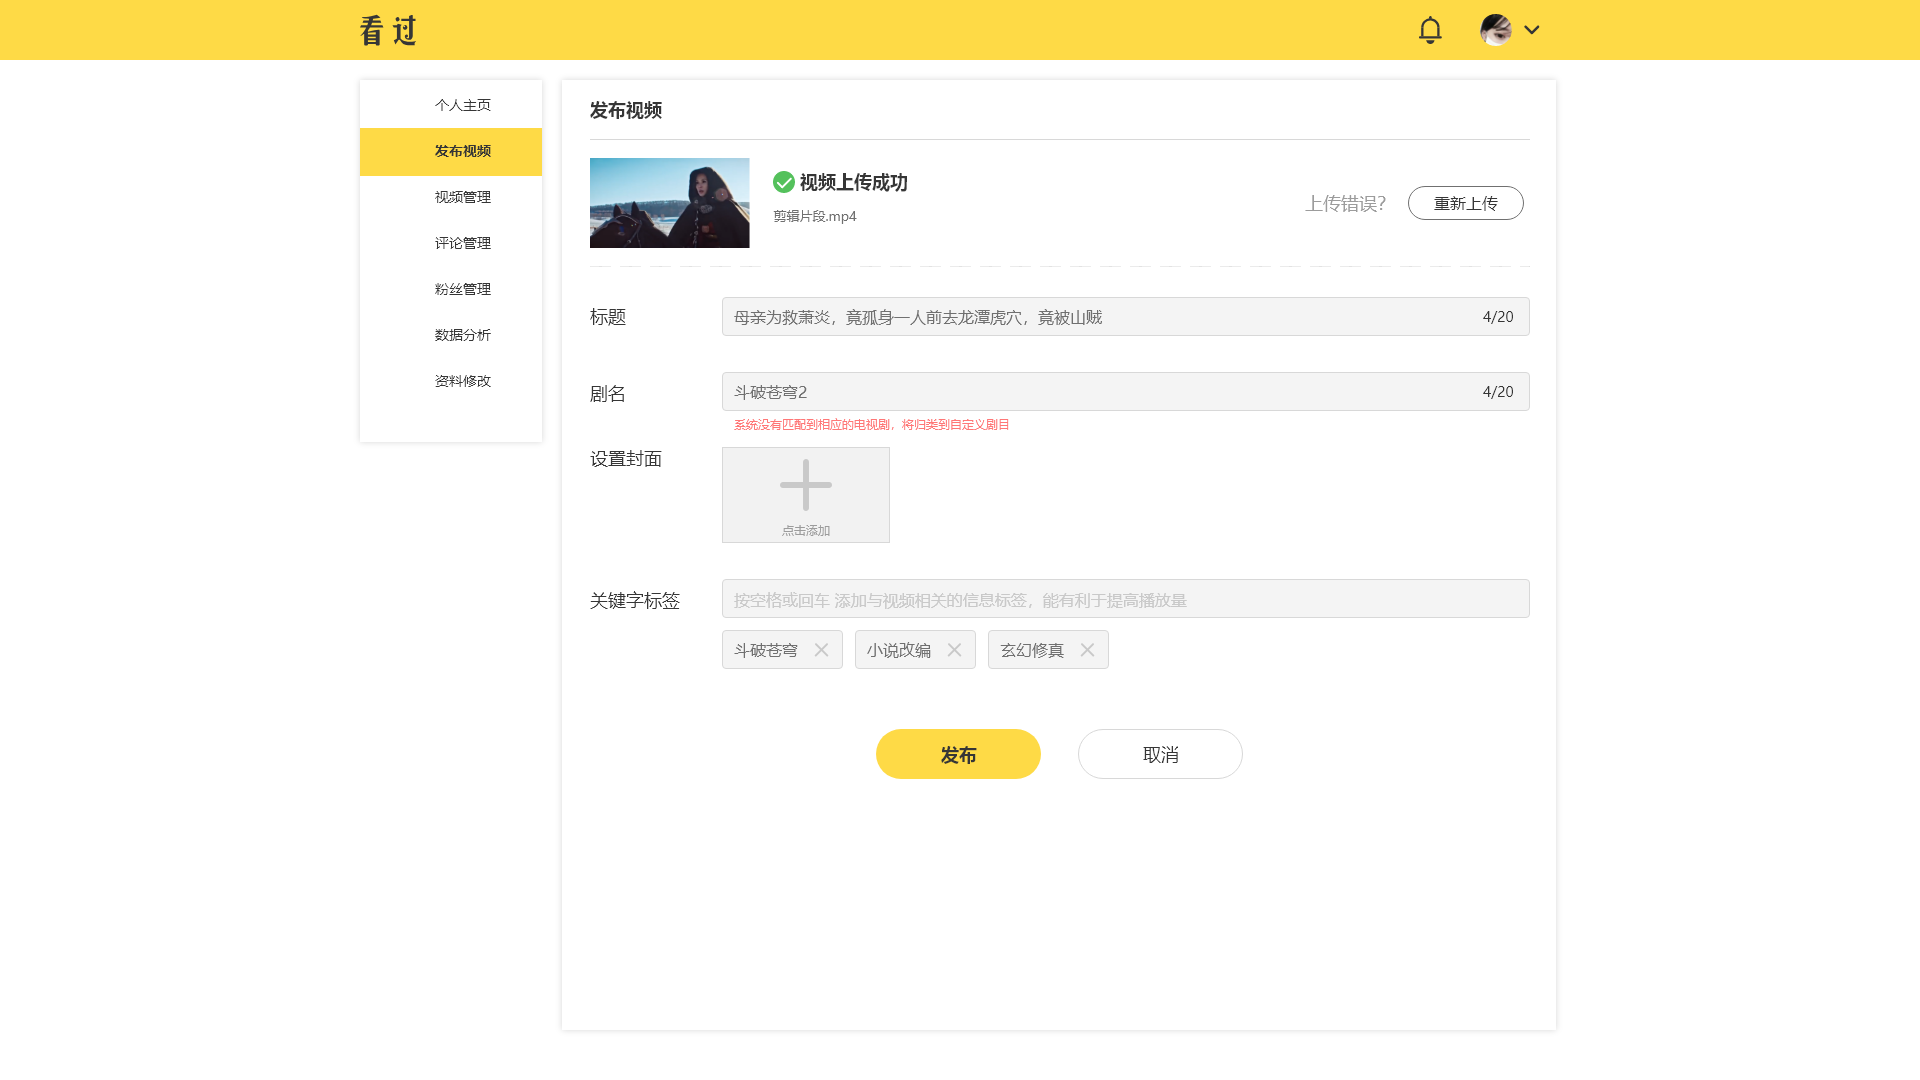 看过
个人主页
发布视频
视频管理
评论管理
粉丝管理
数据分析
资料修改
发布视频
视频上传成功
剪辑片段.mp4
上传错误?
重新上传
标题
母亲为救萧炎，竟孤身一人前去龙潭虎穴，竟被山贼
4/20
剧名
斗破苍穹2
4/20
系统没有匹配到相应的电视剧，将归类到自定义剧目
设置封面
点击添加
关键字标签
按空格或回车 添加与视频相关的信息标签，能有利于提高播放量
斗破苍穹
小说改编
玄幻修真
发布
取消